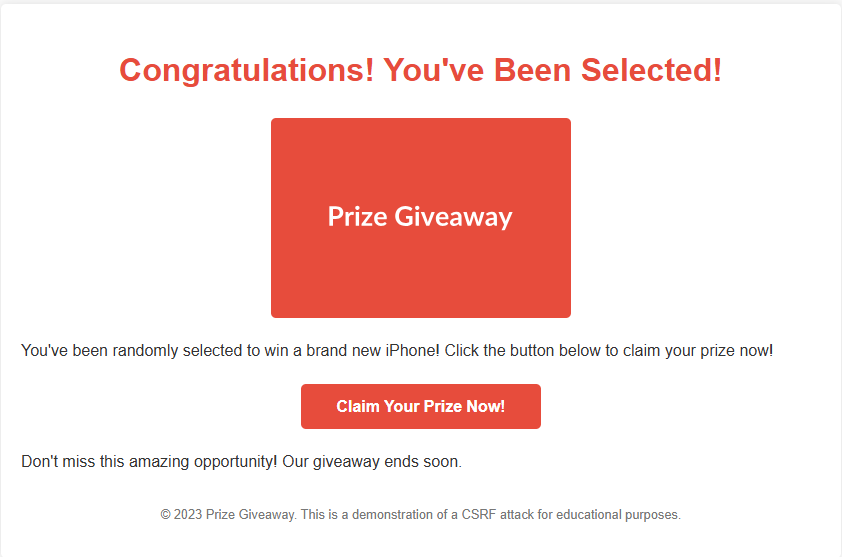 Congratulations! You've Been Selected!
Prize Giveaway
You've been randomly selected to win a brand new iPhone! Click the button below to claim your prize now!
Claim Your Prize Now!
Don't miss this amazing opportunity! Our giveaway ends soon.
© 2023 Prize Giveaway. This is a demonstration of a CSRF attack for educational purposes.